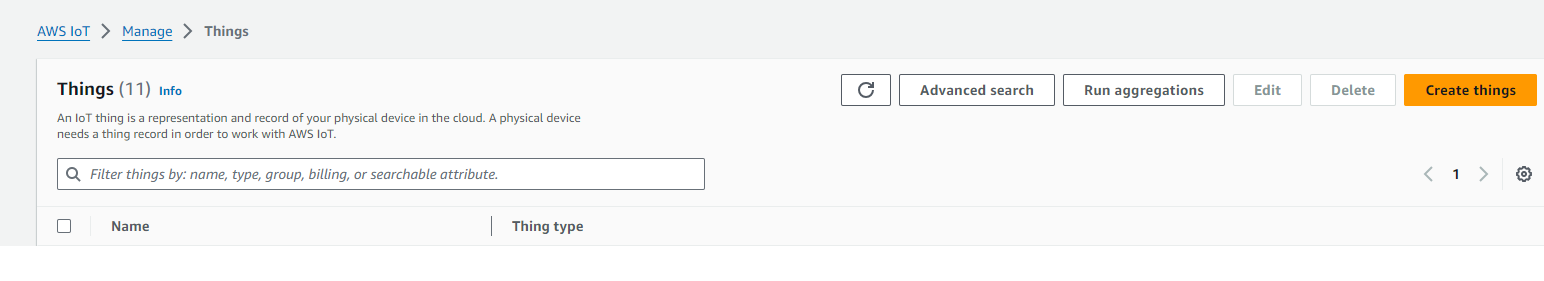 AWS IoT > Manage > Things
Things (11) Info
Advanced search
Run aggregations
Edit
Delete
Create things
An IoT thing is a representation and record of your physical device in the cloud. A physical device
needs a thing record in order to work with AWS IoT.
Filter things by: name, type, group, billing, or searchable attribute.
1
Name
Thing type